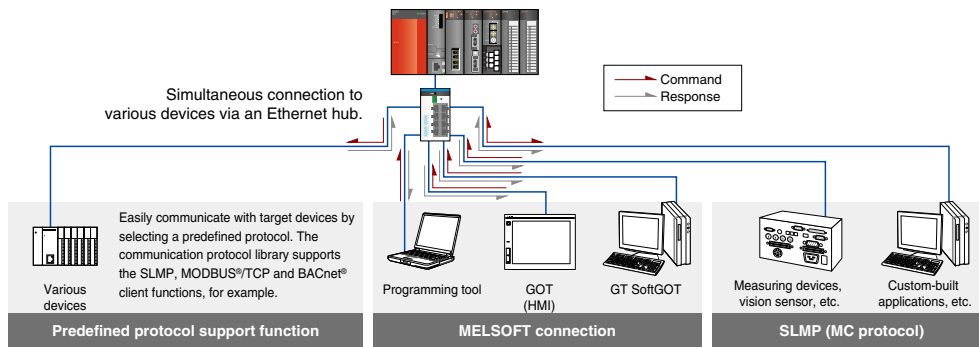 Command
Response
Simultaneous connection to
various devices via an Ethernet hub.
Easily communicate with target devices by
selecting a predefined protocol. The
communication protocol library supports
the SLMP, MODBUS®/TCP and BACnet®
client functions, for example.
Various
devices
Predefined protocol support function
Programming tool
GOT
(HMI)
GT SoftGOT
MELSOFT connection
Measuring devices,
vision sensor, etc.
Custom-built
applications, etc.
SLMP (MC protocol)